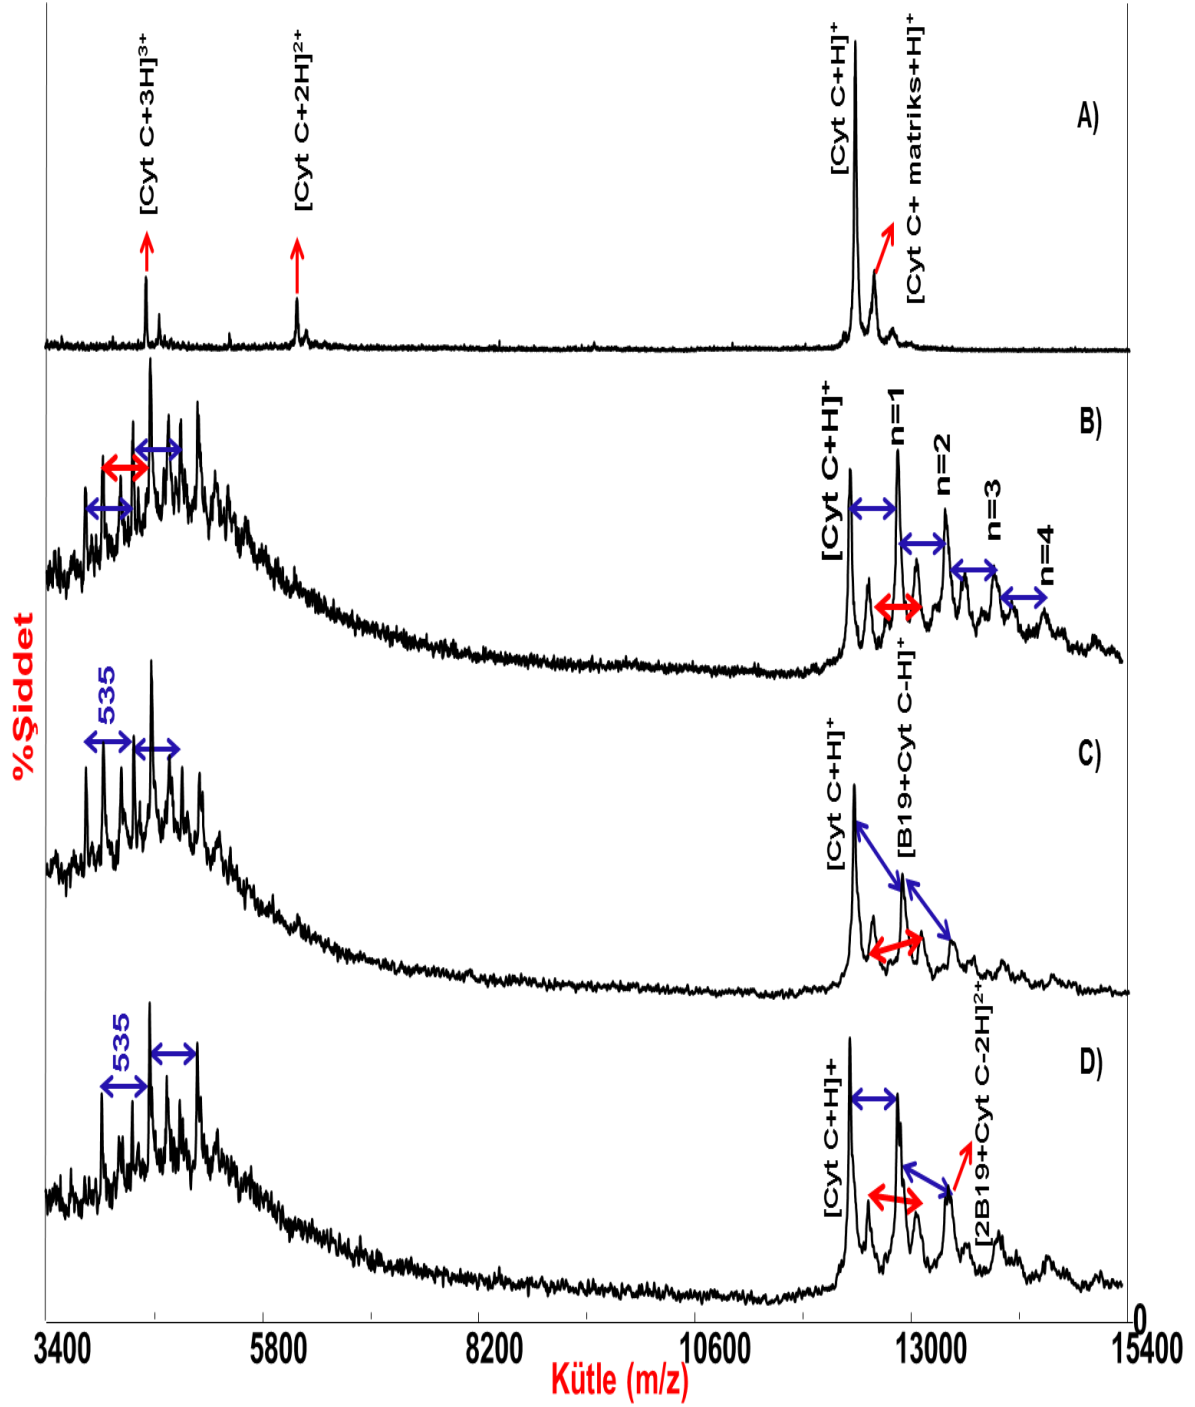 [Cyt C+3H]³⁺
[Cyt C+2H]²⁺
[Cyt C+H]⁺
[Cyt C+ matriks+H]⁺
A)
[Cyt C+H]⁺
n=1
n=2
n=3
n=4
B)
%Şiddet
535
[Cyt C+H]⁺
[B19+Cyt C-H]⁺
C)
535
[Cyt C+H]+
[2B19+Cyt C-2H]²⁺
D)
0
3400 5800 8200 10600 13000 15400
Kütle (m/z)